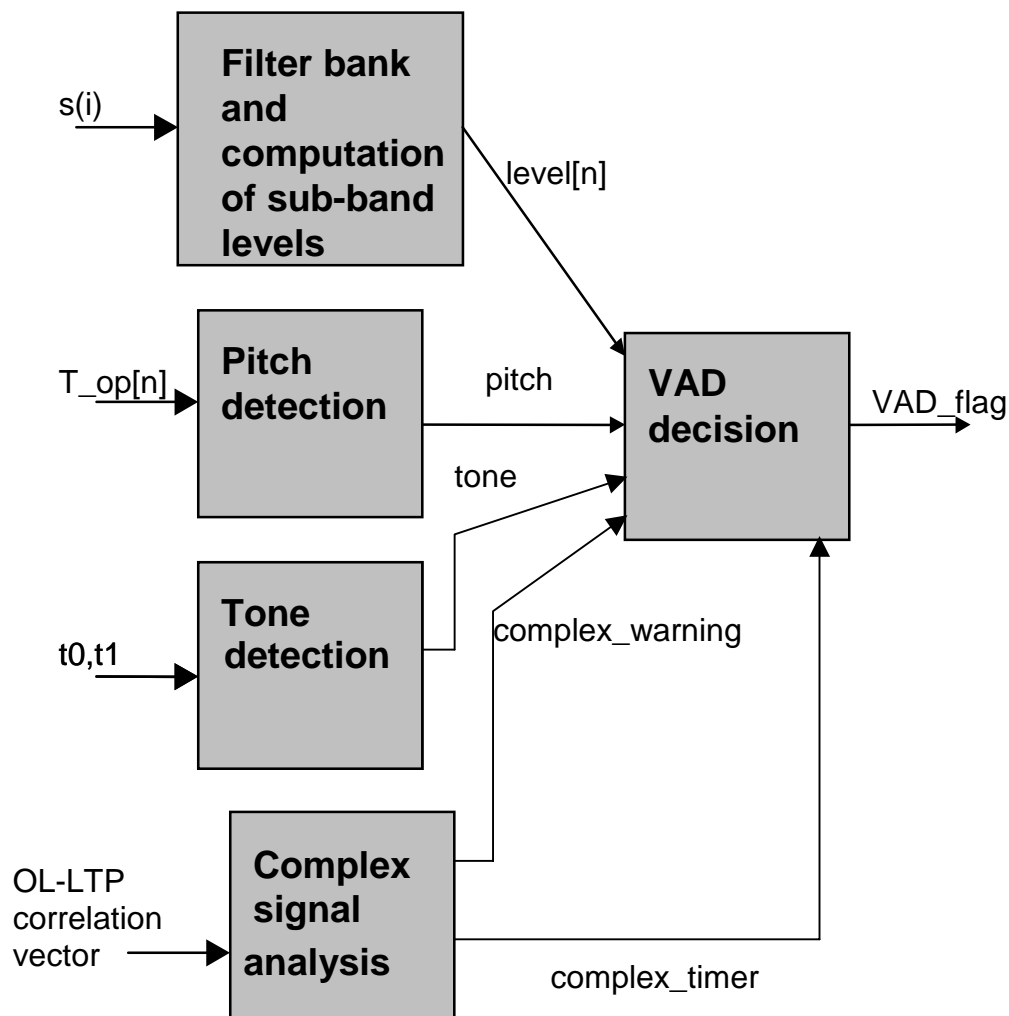 s(i)
Filter bank
and
computation
of sub-band
levels
level[n]
T_op[n]
Pitch
detection
pitch
VAD
decision
VAD_flag
tone
t0,t1
Tone
detection
complex_warning
OL-LTP
correlation
vector
Complex
signal
analysis
complex_timer